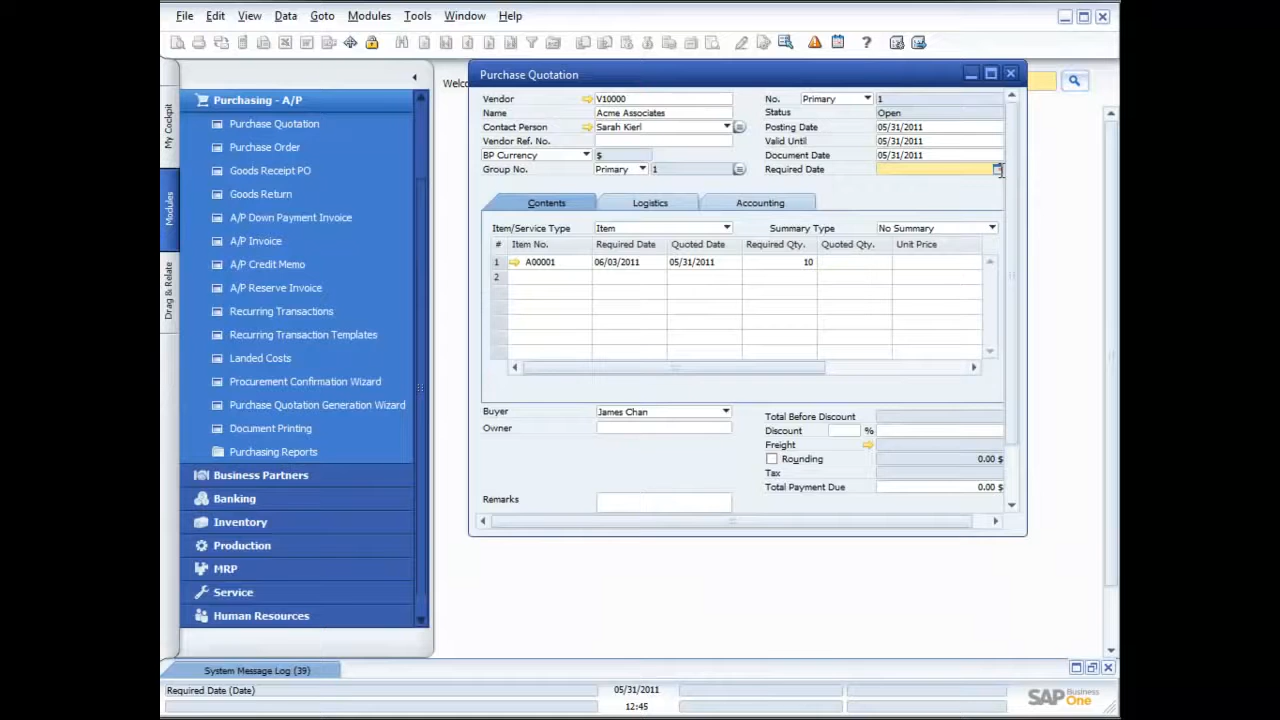 File Edit View Data Goto Modules Tools Window Help
My Cockpit
Modules
Drag & Relate
Purchasing - A/P
Purchase Quotation
Purchase Order
Goods Receipt PO
Goods Return
A/P Down Payment Invoice
A/P Invoice
A/P Credit Memo
A/P Reserve Invoice
Recurring Transactions
Recurring Transaction Templates
Landed Costs
Procurement Confirmation Wizard
Purchase Quotation Generation Wizard
Document Printing
Purchasing Reports
Business Partners
Banking
Inventory
Production
MRP
Service
Human Resources
Welco
Purchase Quotation
Vendor V10000 No. Primary 1
Name Acme Associates Status Open
Contact Person Sarah Kierl Posting Date 05/31/2011
Vendor Ref. No. Valid Until 05/31/2011
BP Currency $ Document Date 05/31/2011
Group No. Primary 1 Required Date
Contents Logistics Accounting
Item/Service Type Item Summary Type No Summary
# Item No. Required Date Quoted Date Required Qty. Quoted Qty. Unit Price
1 A00001 06/03/2011 05/31/2011 10
2
Buyer James Chan Total Before Discount
Owner Discount %
Freight
Rounding 0.00 $
Tax
Total Payment Due 0.00 $
Remarks
System Message Log (39)
Required Date (Date) 05/31/2011
12:45
SAP Business One